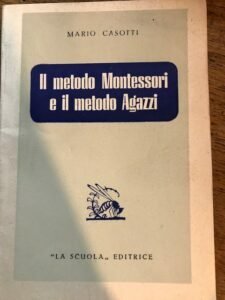 MARIO CASOTTI
Il metodo Montessori
e il metodo Agazzi
"LA SCUOLA„ EDITRICE